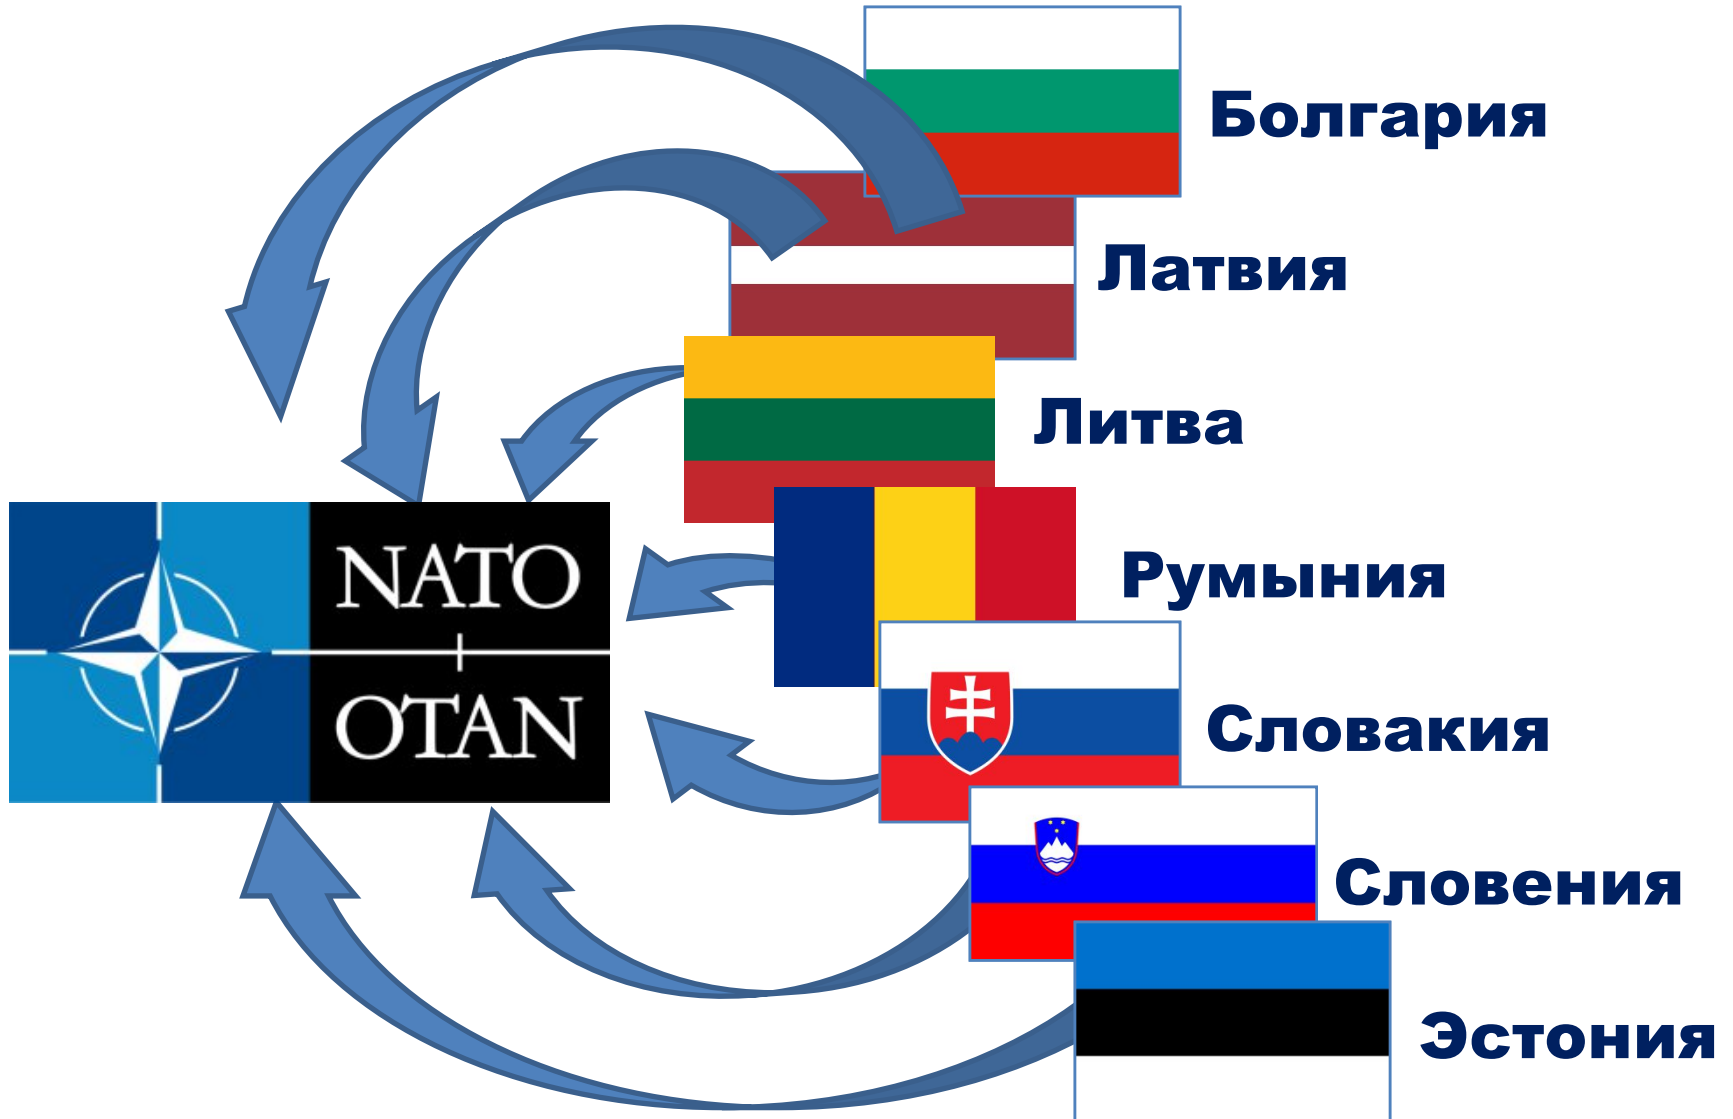 Болгария
Латвия
Литва
NATO
OTAN
Румыния
Словакия
Словения
Эстония